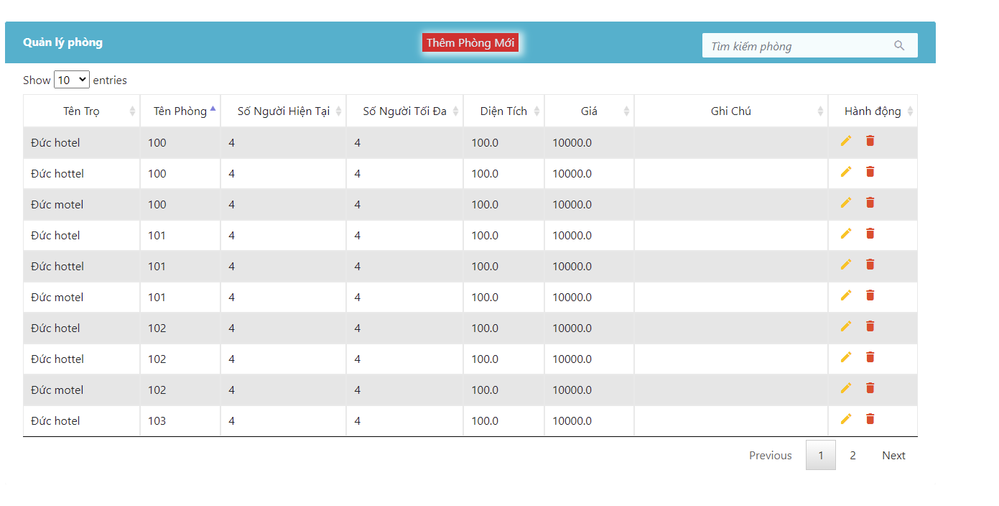 Quản lý phòng Thêm Phòng Mới Tìm kiếm phòng
Show 10 entries
Tên Trọ Tên Phòng Số Người Hiện Tại Số Người Tối Đa Diện Tích Giá Ghi Chú Hành động
Đức hotel 100 4 4 100.0 10000.0
Đức hottel 100 4 4 100.0 10000.0
Đức motel 100 4 4 100.0 10000.0
Đức hotel 101 4 4 100.0 10000.0
Đức hottel 101 4 4 100.0 10000.0
Đức motel 101 4 4 100.0 10000.0
Đức hotel 102 4 4 100.0 10000.0
Đức hottel 102 4 4 100.0 10000.0
Đức motel 102 4 4 100.0 10000.0
Đức hotel 103 4 4 100.0 10000.0
Previous 1 2 Next